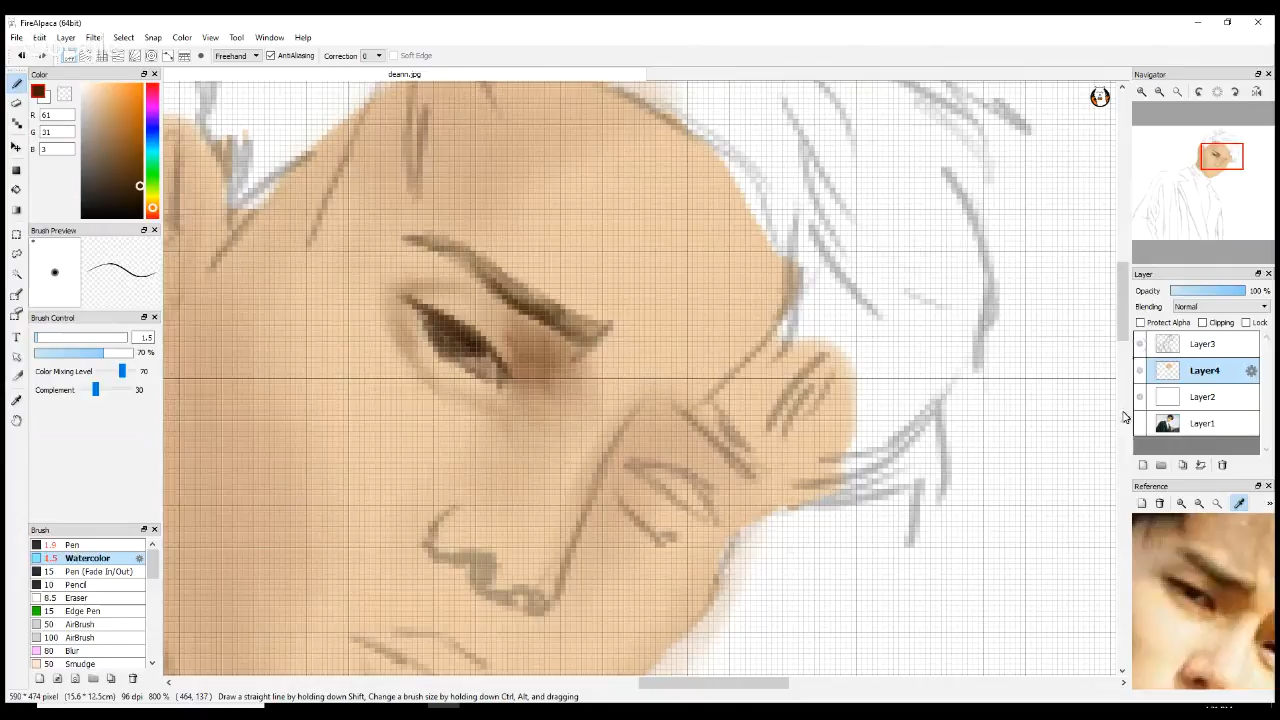 FireAlpaca (64bit)
File Edit Layer Filter Select Snap Color View Tool Window Help
Freehand AntiAliasing Correction 0 Soft Edge
Color
deann.jpg
Navigator
R 61
G 31
B 3
Brush Preview
Brush Control
1.5
70 %
Color Mixing Level 70
Complement 30
Layer
Opacity 100 %
Blending Normal
Protect Alpha Clipping Lock
Layer3
Layer4
Layer2
Layer1
Reference
Brush
1.9 Pen
1.5 Watercolor
15 Pen (Fade In/Out)
10 Pencil
8.5 Eraser
15 Edge Pen
50 AirBrush
100 AirBrush
80 Blur
50 Smudge
590 * 474 pixel (15.6 * 12.5cm) 96 dpi 800 % ( 464, 137 ) Draw a straight line by holding down Shift, Change a brush size by holding down Ctrl, Alt, and dragging